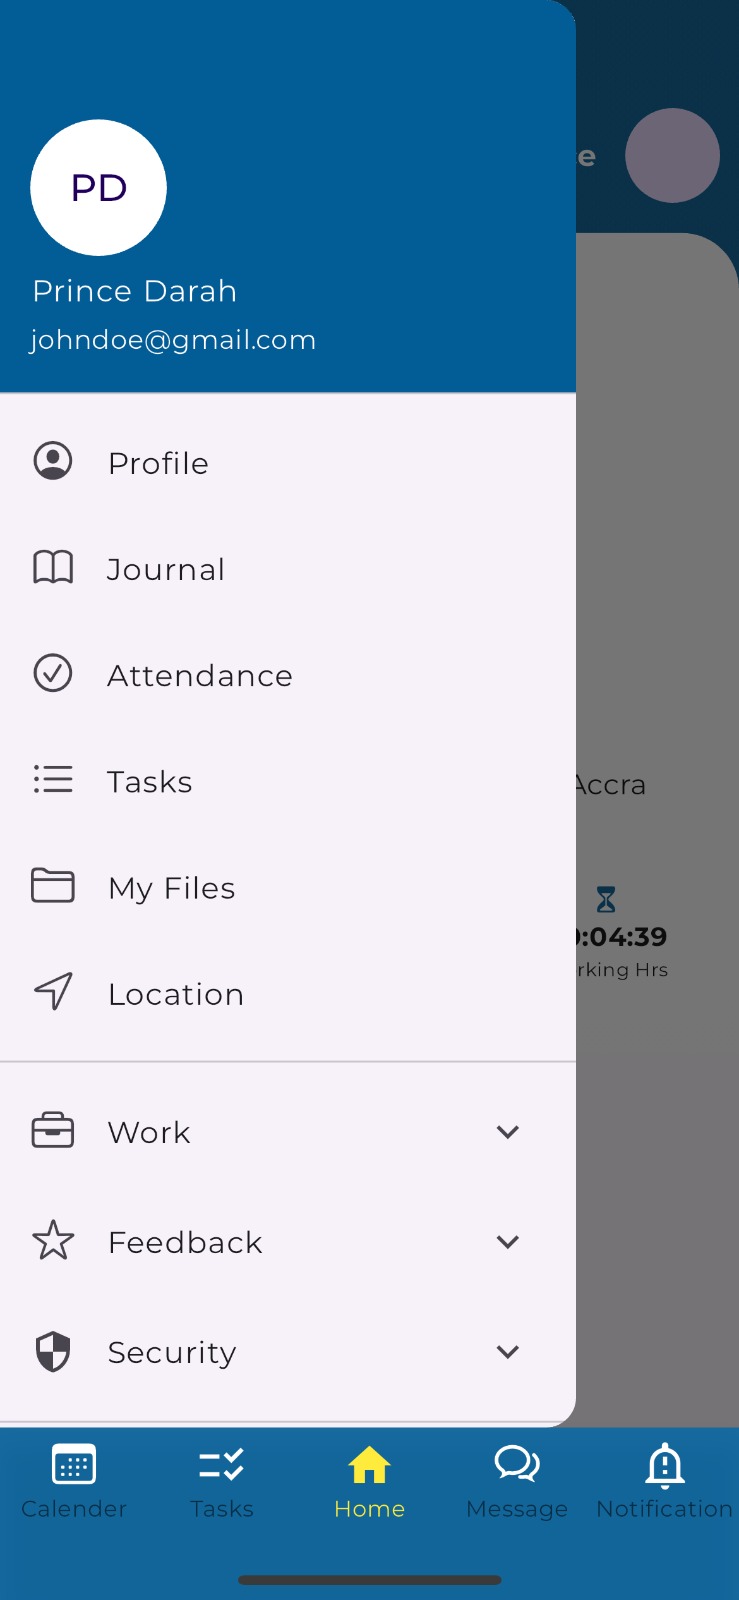 PD
Prince Darah
johndoe@gmail.com
Profile
Journal
Attendance
Tasks
My Files
Location
Accra
:04:39
rking Hrs
Work
Feedback
Security
Calender
Tasks
Home
Message
Notification